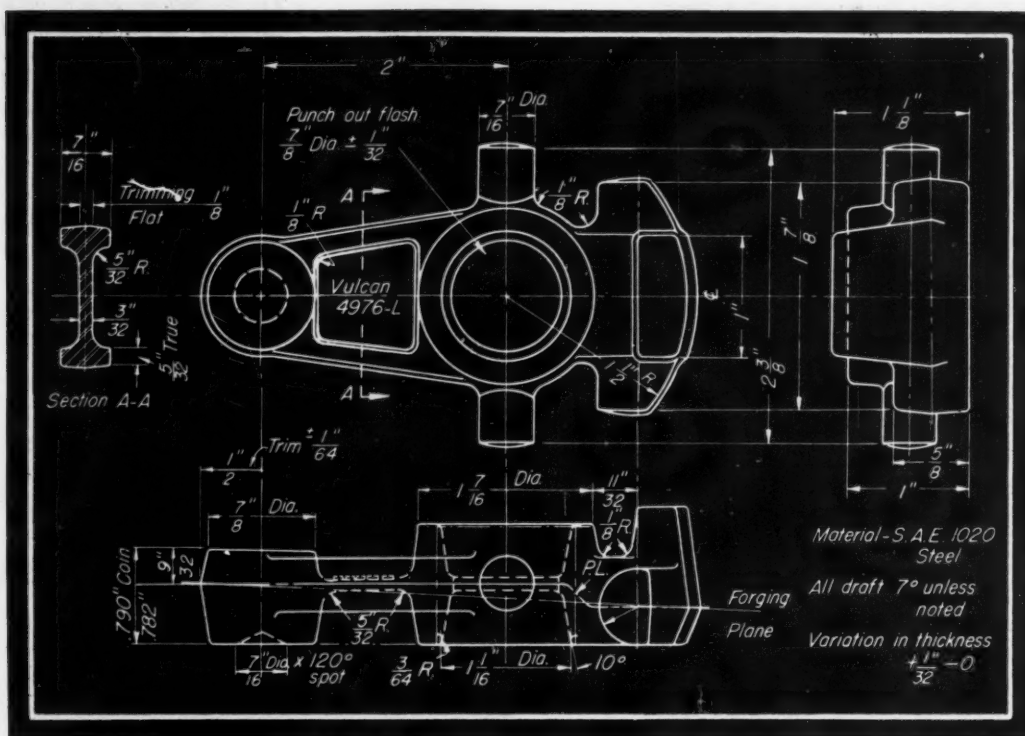 2"
7/16" Dia.
Punch out flash
7/8" Dia. ± 1/32"
1 1/8"
7/16"
Trimming
Flat
1/8"
A
1/8" R
1/8" R.
5/32" R.
Vulcan
4976-L
3/32"
5/32" True
A
Section A-A
1 1/2" R
℄
1"
1 7/8"
2 3/8"
5/8"
1"
Trim ± 1/64"
1/2"
7/8" Dia.
1 7/16 Dia.
11/32"
1/8" R
P.L.
.790" Coin
.782"
9/32"
5/32" R.
7/16" Dia. x 120°
spot
3/64 R.
1 1/16" Dia.
10°
Forging
Plane
Material-S.A.E. 1020
Steel
All draft 7° unless
noted
Variation in thickness
+ 1/32" - 0